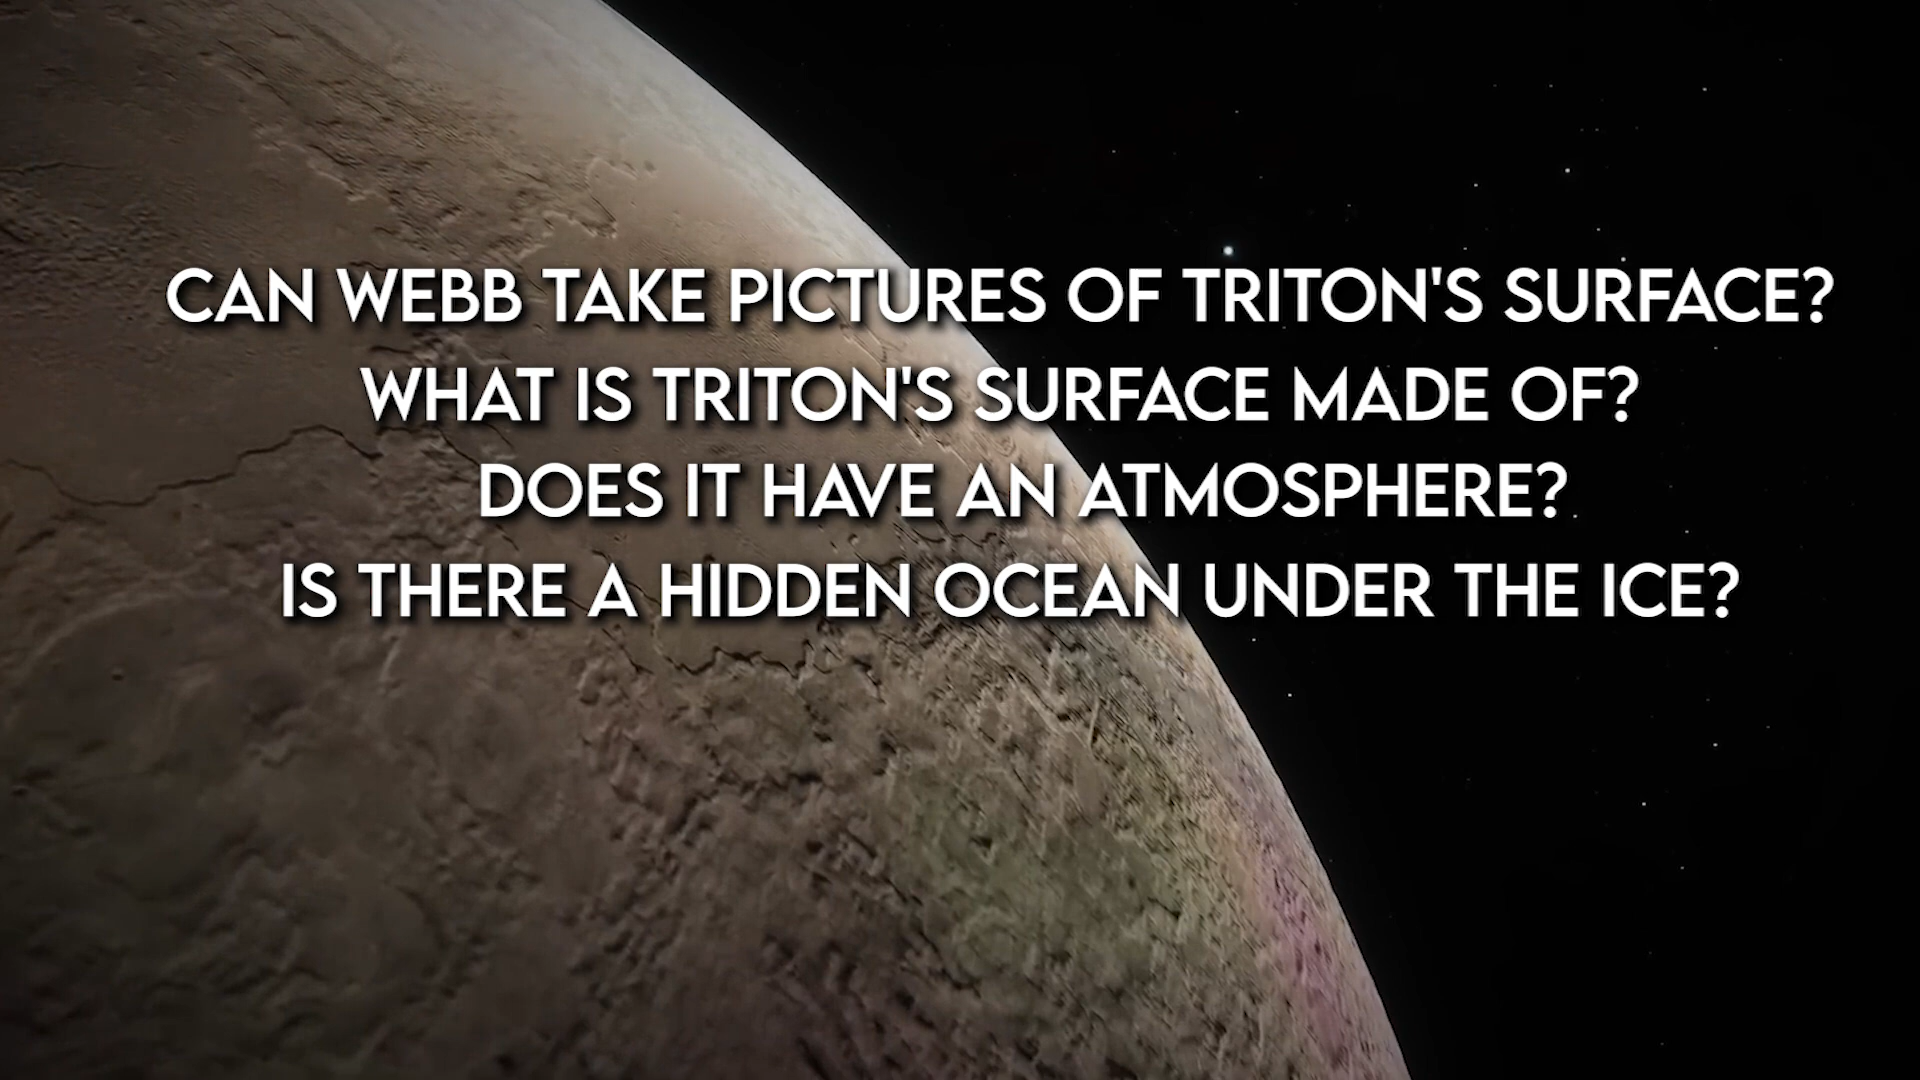 CAN WEBB TAKE PICTURES OF TRITON'S SURFACE?
WHAT IS TRITON'S SURFACE MADE OF?
DOES IT HAVE AN ATMOSPHERE?
IS THERE A HIDDEN OCEAN UNDER THE ICE?